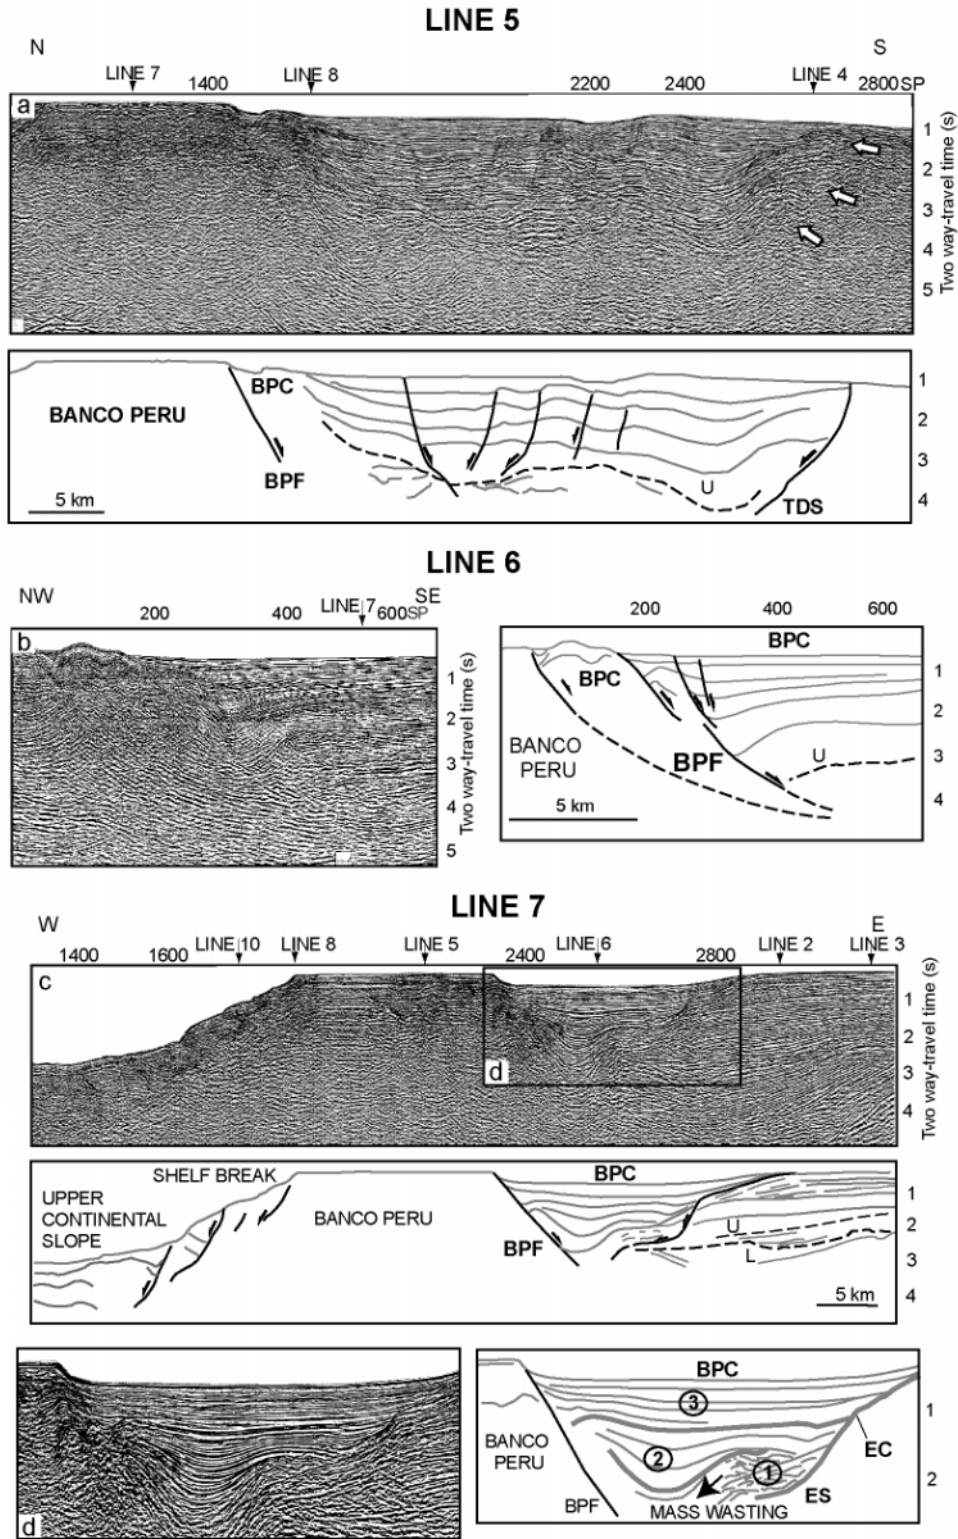 LINE 5
N S
LINE 7 1400 LINE 8 2200 2400 LINE 4 2800 SP
a
1
2
3
4
5
Two way-travel time (s)
BPC
BANCO PERU
BPF
5 km
U
TDS
1
2
3
4
LINE 6
NW SE
200 400 LINE 7 600SP
b
1
2
3
4
5
Two way-travel time (s)
200 400 600
BPC
BPC
BANCO
PERU
BPF
U
5 km
1
2
3
4
LINE 7
W E
1400 1600 LINE 10 LINE 8 LINE 5 2400 LINE 6 2800 LINE 2 LINE 3
c
d
1
2
3
4
Two way-travel time (s)
SHELF BREAK
UPPER
CONTINENTAL
SLOPE
BANCO PERU
BPC
BPF
U
L
5 km
1
2
3
4
d
BPC
3
BANCO
PERU
2
1
EC
ES
BPF
MASS WASTING
1
2